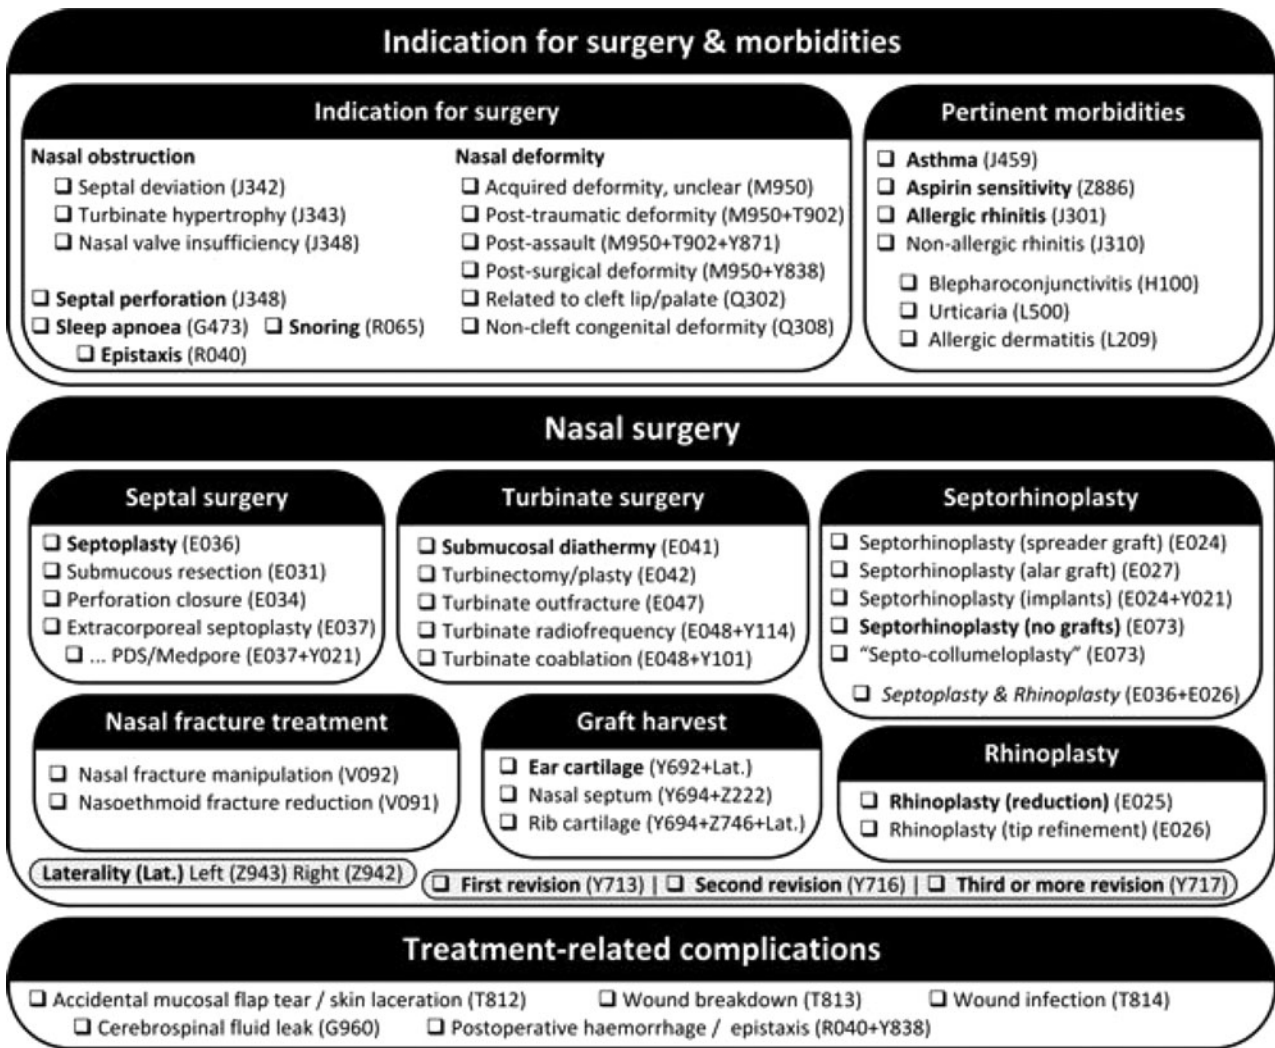 Indication for surgery & morbidities
Indication for surgery
Nasal obstruction
❑ Septal deviation (J342)
❑ Turbinate hypertrophy (J343)
❑ Nasal valve insufficiency (J348)
❑ Septal perforation (J348)
❑ Sleep apnoea (G473) ❑ Snoring (R065)
❑ Epistaxis (R040)
Nasal deformity
❑ Acquired deformity, unclear (M950)
❑ Post-traumatic deformity (M950+T902)
❑ Post-assault (M950+T902+Y871)
❑ Post-surgical deformity (M950+Y838)
❑ Related to cleft lip/palate (Q302)
❑ Non-cleft congenital deformity (Q308)
Pertinent morbidities
❑ Asthma (J459)
❑ Aspirin sensitivity (Z886)
❑ Allergic rhinitis (J301)
❑ Non-allergic rhinitis (J310)
❑ Blepharoconjunctivitis (H100)
❑ Urticaria (L500)
❑ Allergic dermatitis (L209)
Nasal surgery
Septal surgery
❑ Septoplasty (E036)
❑ Submucous resection (E031)
❑ Perforation closure (E034)
❑ Extracorporeal septoplasty (E037)
❑ ... PDS/Medpore (E037+Y021)
Turbinate surgery
❑ Submucosal diathermy (E041)
❑ Turbinectomy/plasty (E042)
❑ Turbinate outfracture (E047)
❑ Turbinate radiofrequency (E048+Y114)
❑ Turbinate coablation (E048+Y101)
Septorhinoplasty
❑ Septorhinoplasty (spreader graft) (E024)
❑ Septorhinoplasty (alar graft) (E027)
❑ Septorhinoplasty (implants) (E024+Y021)
❑ Septorhinoplasty (no grafts) (E073)
❑ “Septo-collumeloplasty” (E073)
❑ Septoplasty & Rhinoplasty (E036+E026)
Nasal fracture treatment
❑ Nasal fracture manipulation (V092)
❑ Nasoethmoid fracture reduction (V091)
Graft harvest
❑ Ear cartilage (Y692+Lat.)
❑ Nasal septum (Y694+Z222)
❑ Rib cartilage (Y694+Z746+Lat.)
Rhinoplasty
❑ Rhinoplasty (reduction) (E025)
❑ Rhinoplasty (tip refinement) (E026)
Laterality (Lat.) Left (Z943) Right (Z942)
❑ First revision (Y713) | ❑ Second revision (Y716) | ❑ Third or more revision (Y717)
Treatment-related complications
❑ Accidental mucosal flap tear / skin laceration (T812) ❑ Wound breakdown (T813) ❑ Wound infection (T814)
❑ Cerebrospinal fluid leak (G960) ❑ Postoperative haemorrhage / epistaxis (R040+Y838)